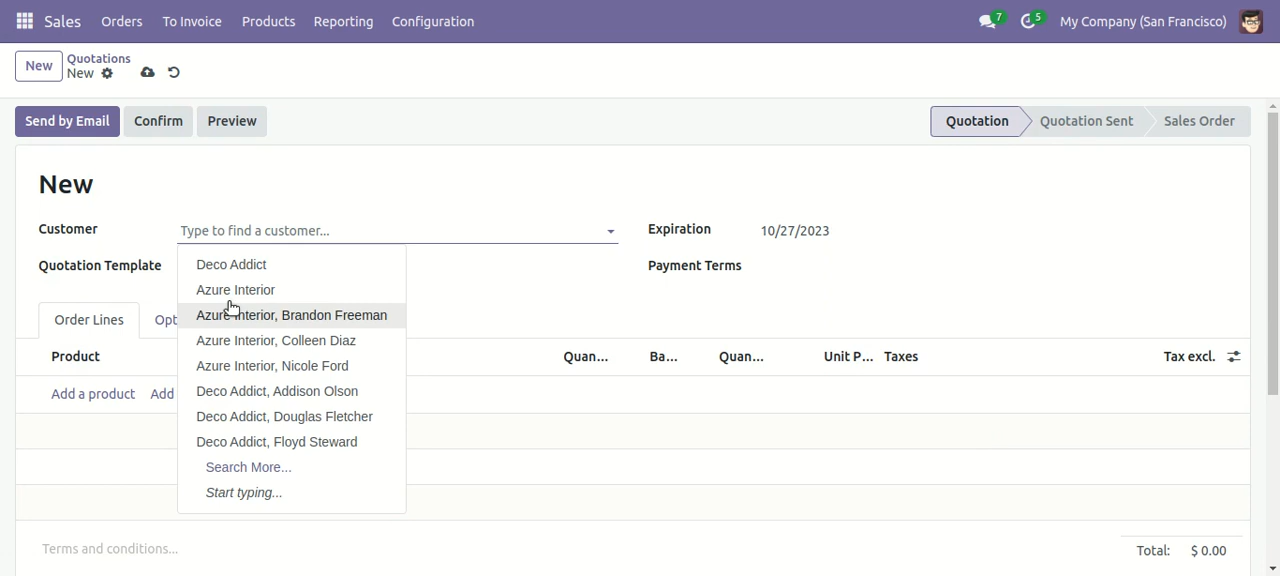 Sales Orders To Invoice Products Reporting Configuration 7 5 My Company (San Francisco)
New Quotations
New
Send by Email Confirm Preview Quotation Quotation Sent Sales Order
New
Customer Type to find a customer... Expiration 10/27/2023
Quotation Template Deco Addict Payment Terms
Azure Interior
Order Lines Opt Azure Interior, Brandon Freeman
Azure Interior, Colleen Diaz
Product Quan... Ba... Quan... Unit P... Taxes Tax excl.
Azure Interior, Nicole Ford
Add a product Add Deco Addict, Addison Olson
Deco Addict, Douglas Fletcher
Deco Addict, Floyd Steward
Search More...
Start typing...
Terms and conditions... Total: $ 0.00